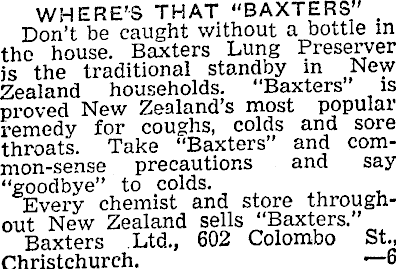 WHERE'S THAT "BAXTERS"
Don't be caught without a bottle in
the house. Baxters Lung Preserver
is the traditional standby in New
Zealand households. "Baxters" is
proved New Zealand's most popular
remedy for coughs, colds and sore
throats. Take "Baxters" and com-
mon-sense precautions and say
"goodbye" to colds.
Every chemist and store through-
out New Zealand sells "Baxters."
Baxters Ltd., 602 Colombo St.,
Christchurch. —6